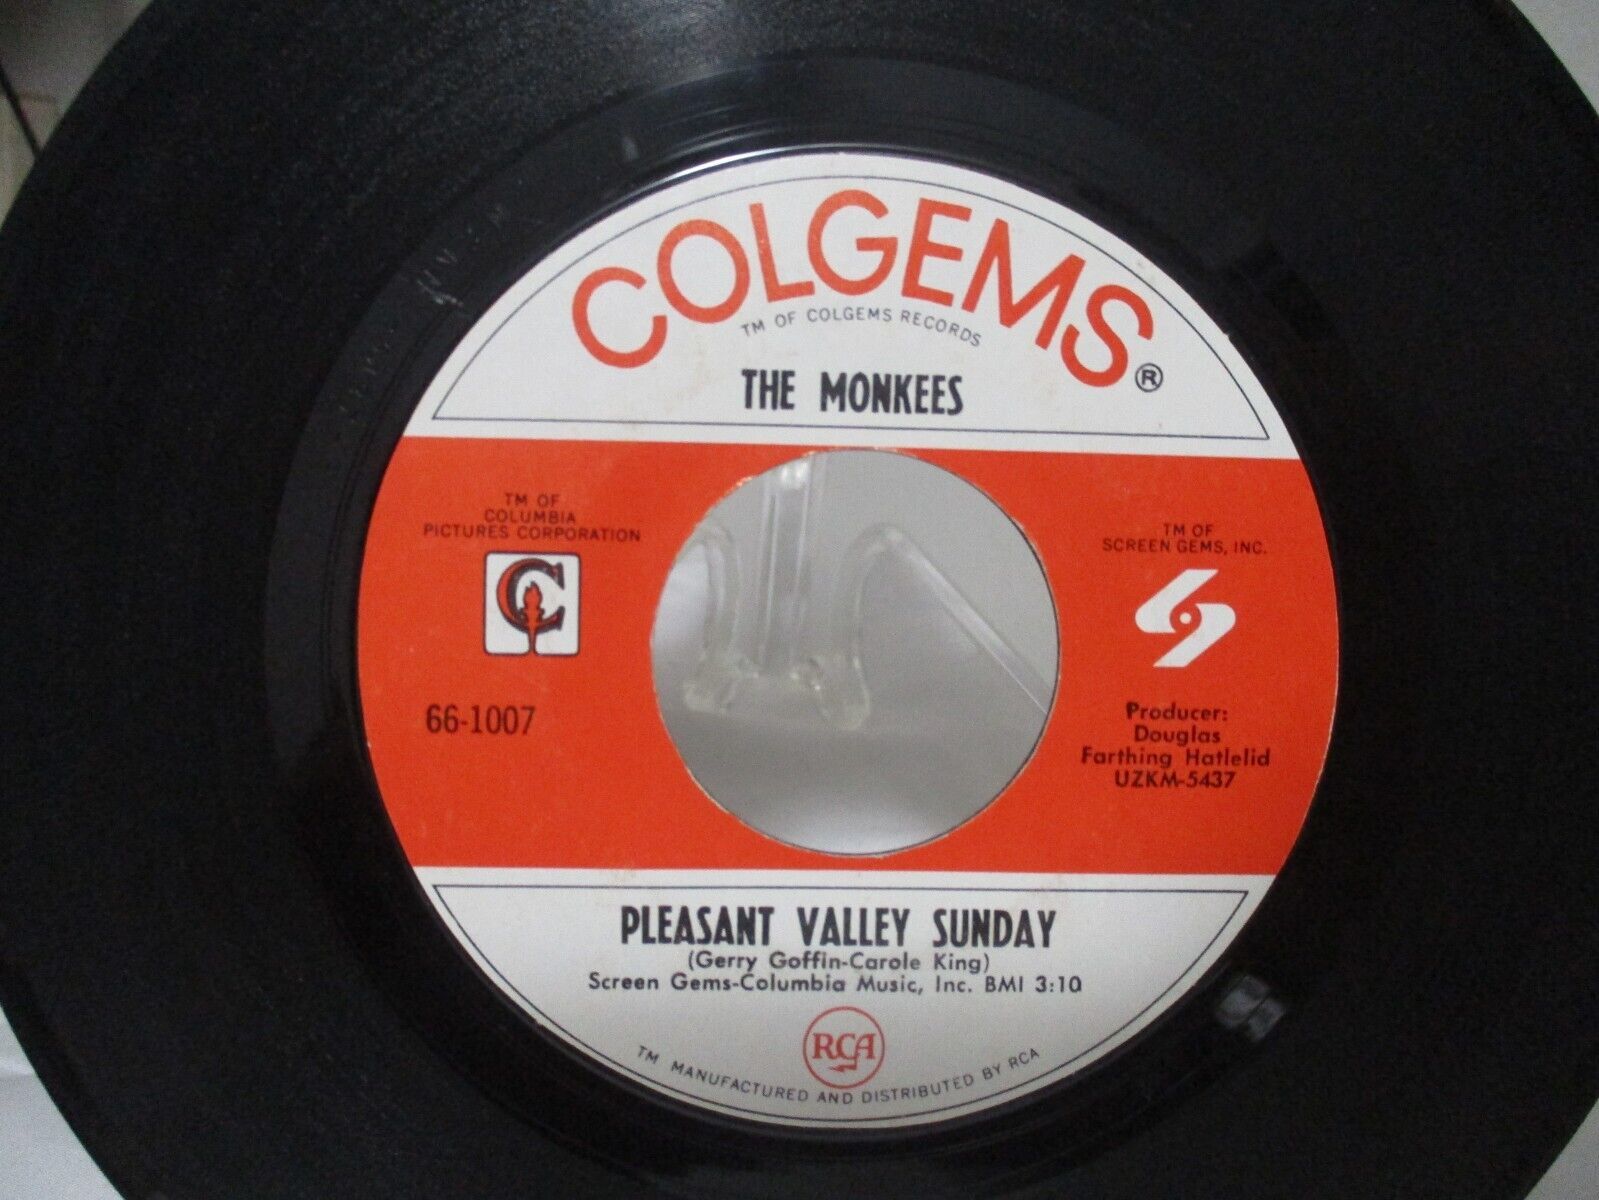 COLGEMS®
TM OF COLGEMS RECORDS
THE MONKEES
TM OF
COLUMBIA
PICTURES CORPORATION
C
66-1007
TM OF
SCREEN GEMS, INC.
Producer:
Douglas
Farthing Hatlelid
UZKM-5437
PLEASANT VALLEY SUNDAY
(Gerry Goffin-Carole King)
Screen Gems-Columbia Music, Inc. BMI 3:10
RCA
TM MANUFACTURED AND DISTRIBUTED BY RCA